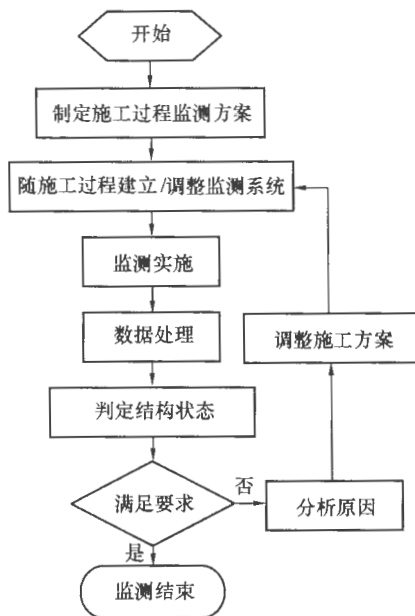 开始
制定施工过程监测方案
随施工过程建立/调整监测系统
监测实施
数据处理
调整施工方案
判定结构状态
满足要求
否
分析原因
是
监测结束